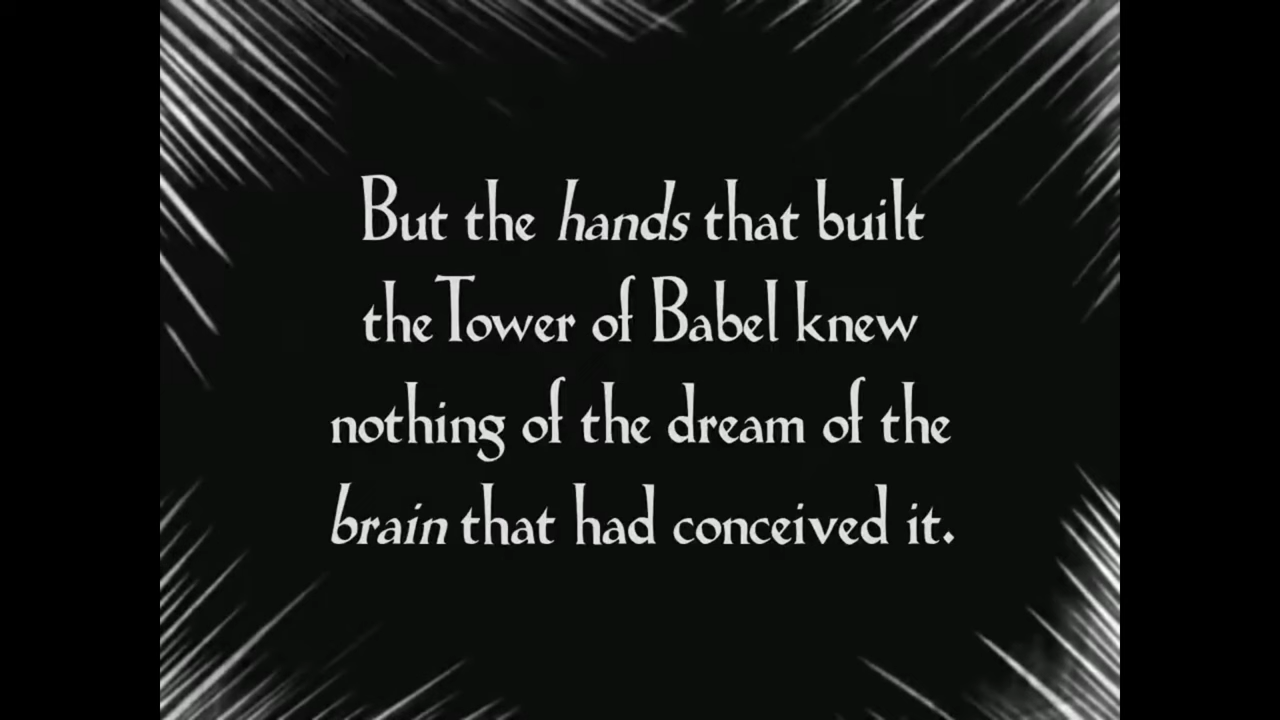 But the hands that built
the Tower of Babel knew
nothing of the dream of the
brain that had conceived it.